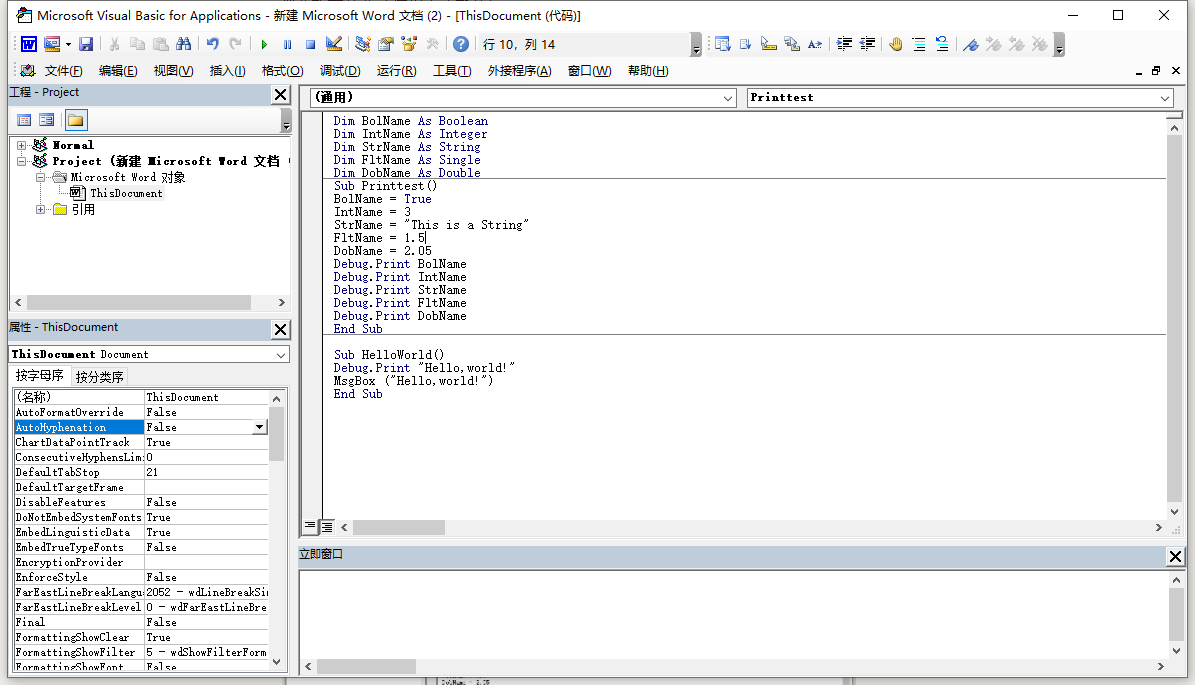 Microsoft Visual Basic for Applications - 新建 Microsoft Word 文档 (2) - [ThisDocument (代码)]
行 10, 列 14
文件(F) 编辑(E) 视图(V) 插入(I) 格式(O) 调试(D) 运行(R) 工具(T) 外接程序(A) 窗口(W) 帮助(H)
工程 - Project
Normal
Project (新建 Microsoft Word 文档
Microsoft Word 对象
ThisDocument
引用
属性 - ThisDocument
ThisDocument Document
按字母序 按分类序
(名称) ThisDocument
AutoFormatOverride False
AutoHyphenation False
ChartDataPointTrack True
ConsecutiveHyphensLim 0
DefaultTabStop 21
DefaultTargetFrame
DisableFeatures False
DoNotEmbedSystemFonts True
EmbedLinguisticData True
EmbedTrueTypeFonts False
EncryptionProvider
EnforceStyle False
FarEastLineBreakLangu 2052 - wdLineBreakSi
FarEastLineBreakLevel 0 - wdFarEastLineBre
Final False
FormattingShowClear True
FormattingShowFilter 5 - wdShowFilterForm
FormattingShowFont False
(通用) Printtest
Dim BolName As Boolean
Dim IntName As Integer
Dim StrName As String
Dim FltName As Single
Dim DobName As Double
Sub Printtest()
BolName = True
IntName = 3
StrName = "This is a String"
FltName = 1.5
DobName = 2.05
Debug.Print BolName
Debug.Print IntName
Debug.Print StrName
Debug.Print FltName
Debug.Print DobName
End Sub
Sub HelloWorld()
Debug.Print "Hello,world!"
MsgBox ("Hello,world!")
End Sub
立即窗口
DobName = 2.05